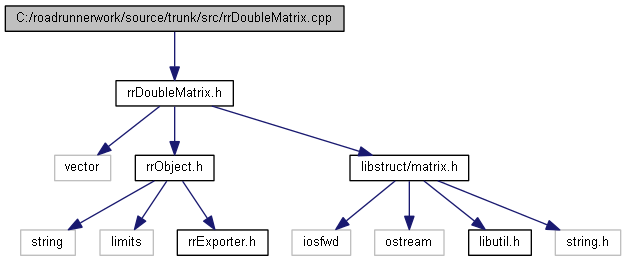 C:/roadrunnerwork/source/trunk/src/rrDoubleMatrix.cpp
rrDoubleMatrix.h
vector
rrObject.h
libstruct/matrix.h
string
limits
rrExporter.h
iosfwd
ostream
libutil.h
string.h